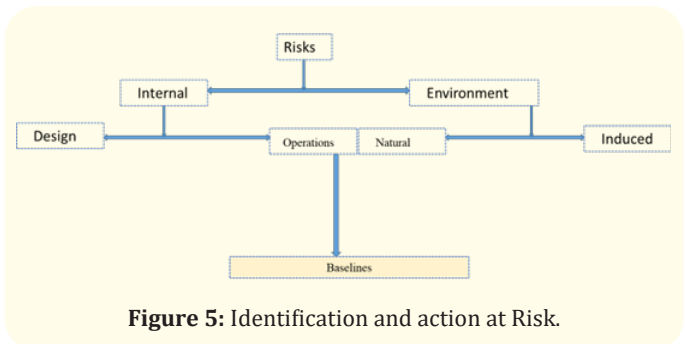 Risks
Internal
Environment
Design
Operations
Natural
Induced
Baselines
Figure 5: Identification and action at Risk.